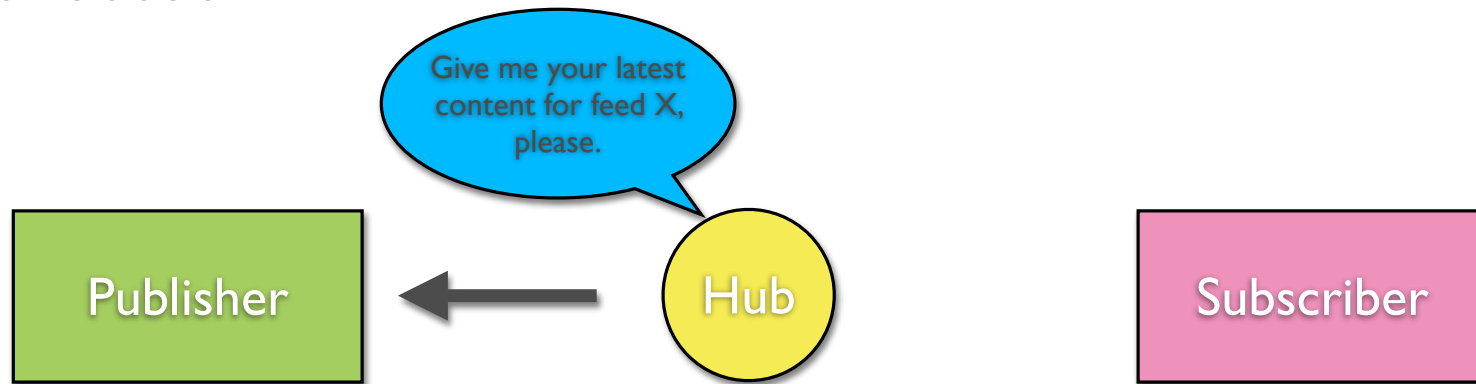 Give me your latest
content for feed X,
please.
Publisher
Hub
Subscriber